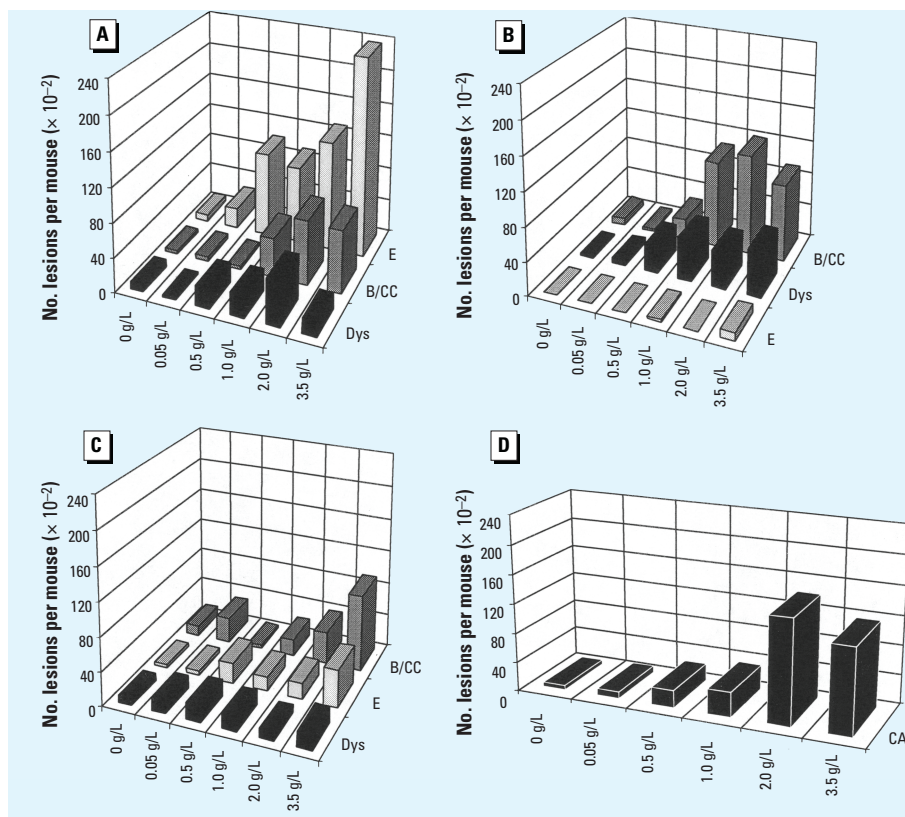 A
No. lesions per mouse (× 10–2)
240
200
160
120
80
40
0
0 g/L
0.05 g/L
0.5 g/L
1.0 g/L
2.0 g/L
3.5 g/L
E
B/CC
Dys
B
No. lesions per mouse (× 10–2)
240
200
160
120
80
40
0
0 g/L
0.05 g/L
0.5 g/L
1.0 g/L
2.0 g/L
3.5 g/L
B/CC
Dys
E
C
No. lesions per mouse (× 10–2)
240
200
160
120
80
40
0
0 g/L
0.05 g/L
0.5 g/L
1.0 g/L
2.0 g/L
3.5 g/L
B/CC
E
Dys
D
No. lesions per mouse (× 10–2)
240
200
160
120
80
40
0
0 g/L
0.05 g/L
0.5 g/L
1.0 g/L
2.0 g/L
3.5 g/L
CA